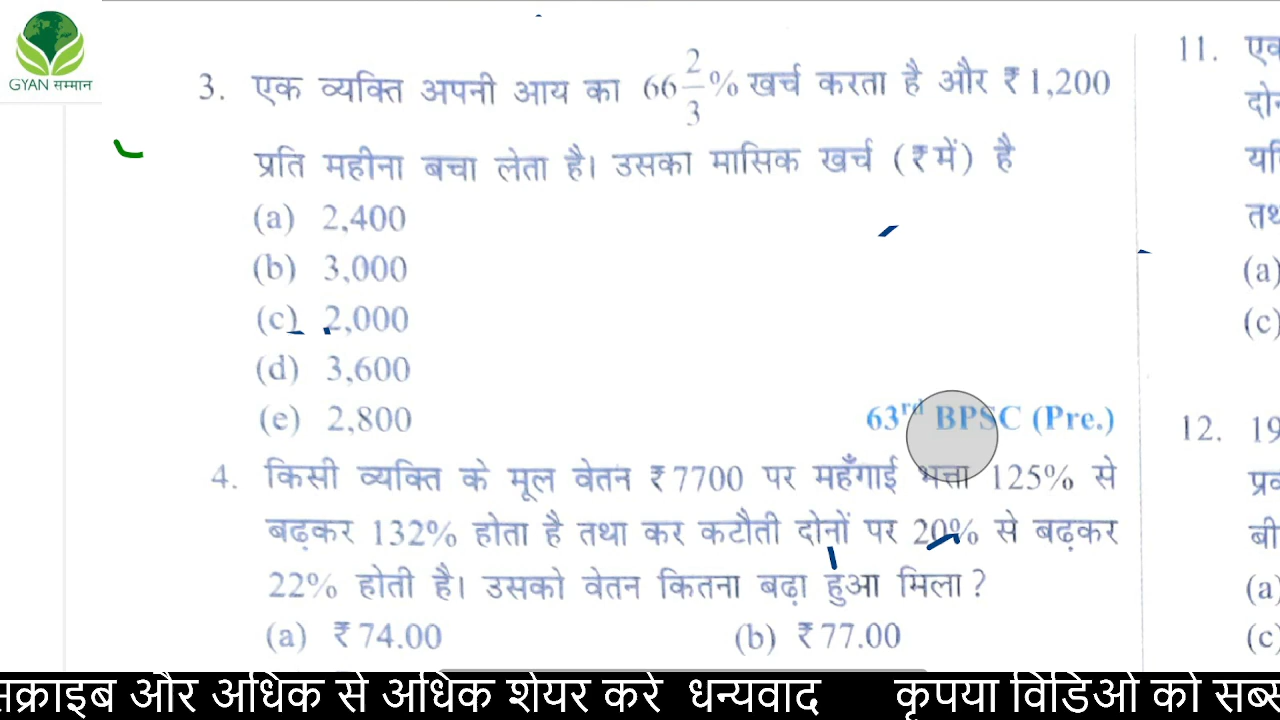 GYAN सम्मान
3. एक व्यक्ति अपनी आय का 66 2/3 % खर्च करता है और ₹ 1,200
प्रति महीना बचा लेता है। उसका मासिक खर्च (₹ में) है
(a) 2,400
(b) 3,000
(c) 2,000
(d) 3,600
(e) 2,800
63rd BPSC (Pre.)
4. किसी व्यक्ति के मूल वेतन ₹ 7700 पर महँगाई भत्ता 125% से
बढ़कर 132% होता है तथा कर कटौती दोनों पर 20% से बढ़कर
22% होती है। उसको वेतन कितना बढ़ा हुआ मिला ?
(a) ₹ 74.00 (b) ₹ 77.00
11.
(a)
(c)
12. 19
(a)
(c)
सक्राइब और अधिक से अधिक शेयर करे धन्यवाद कृपया विडिओ को सब्स